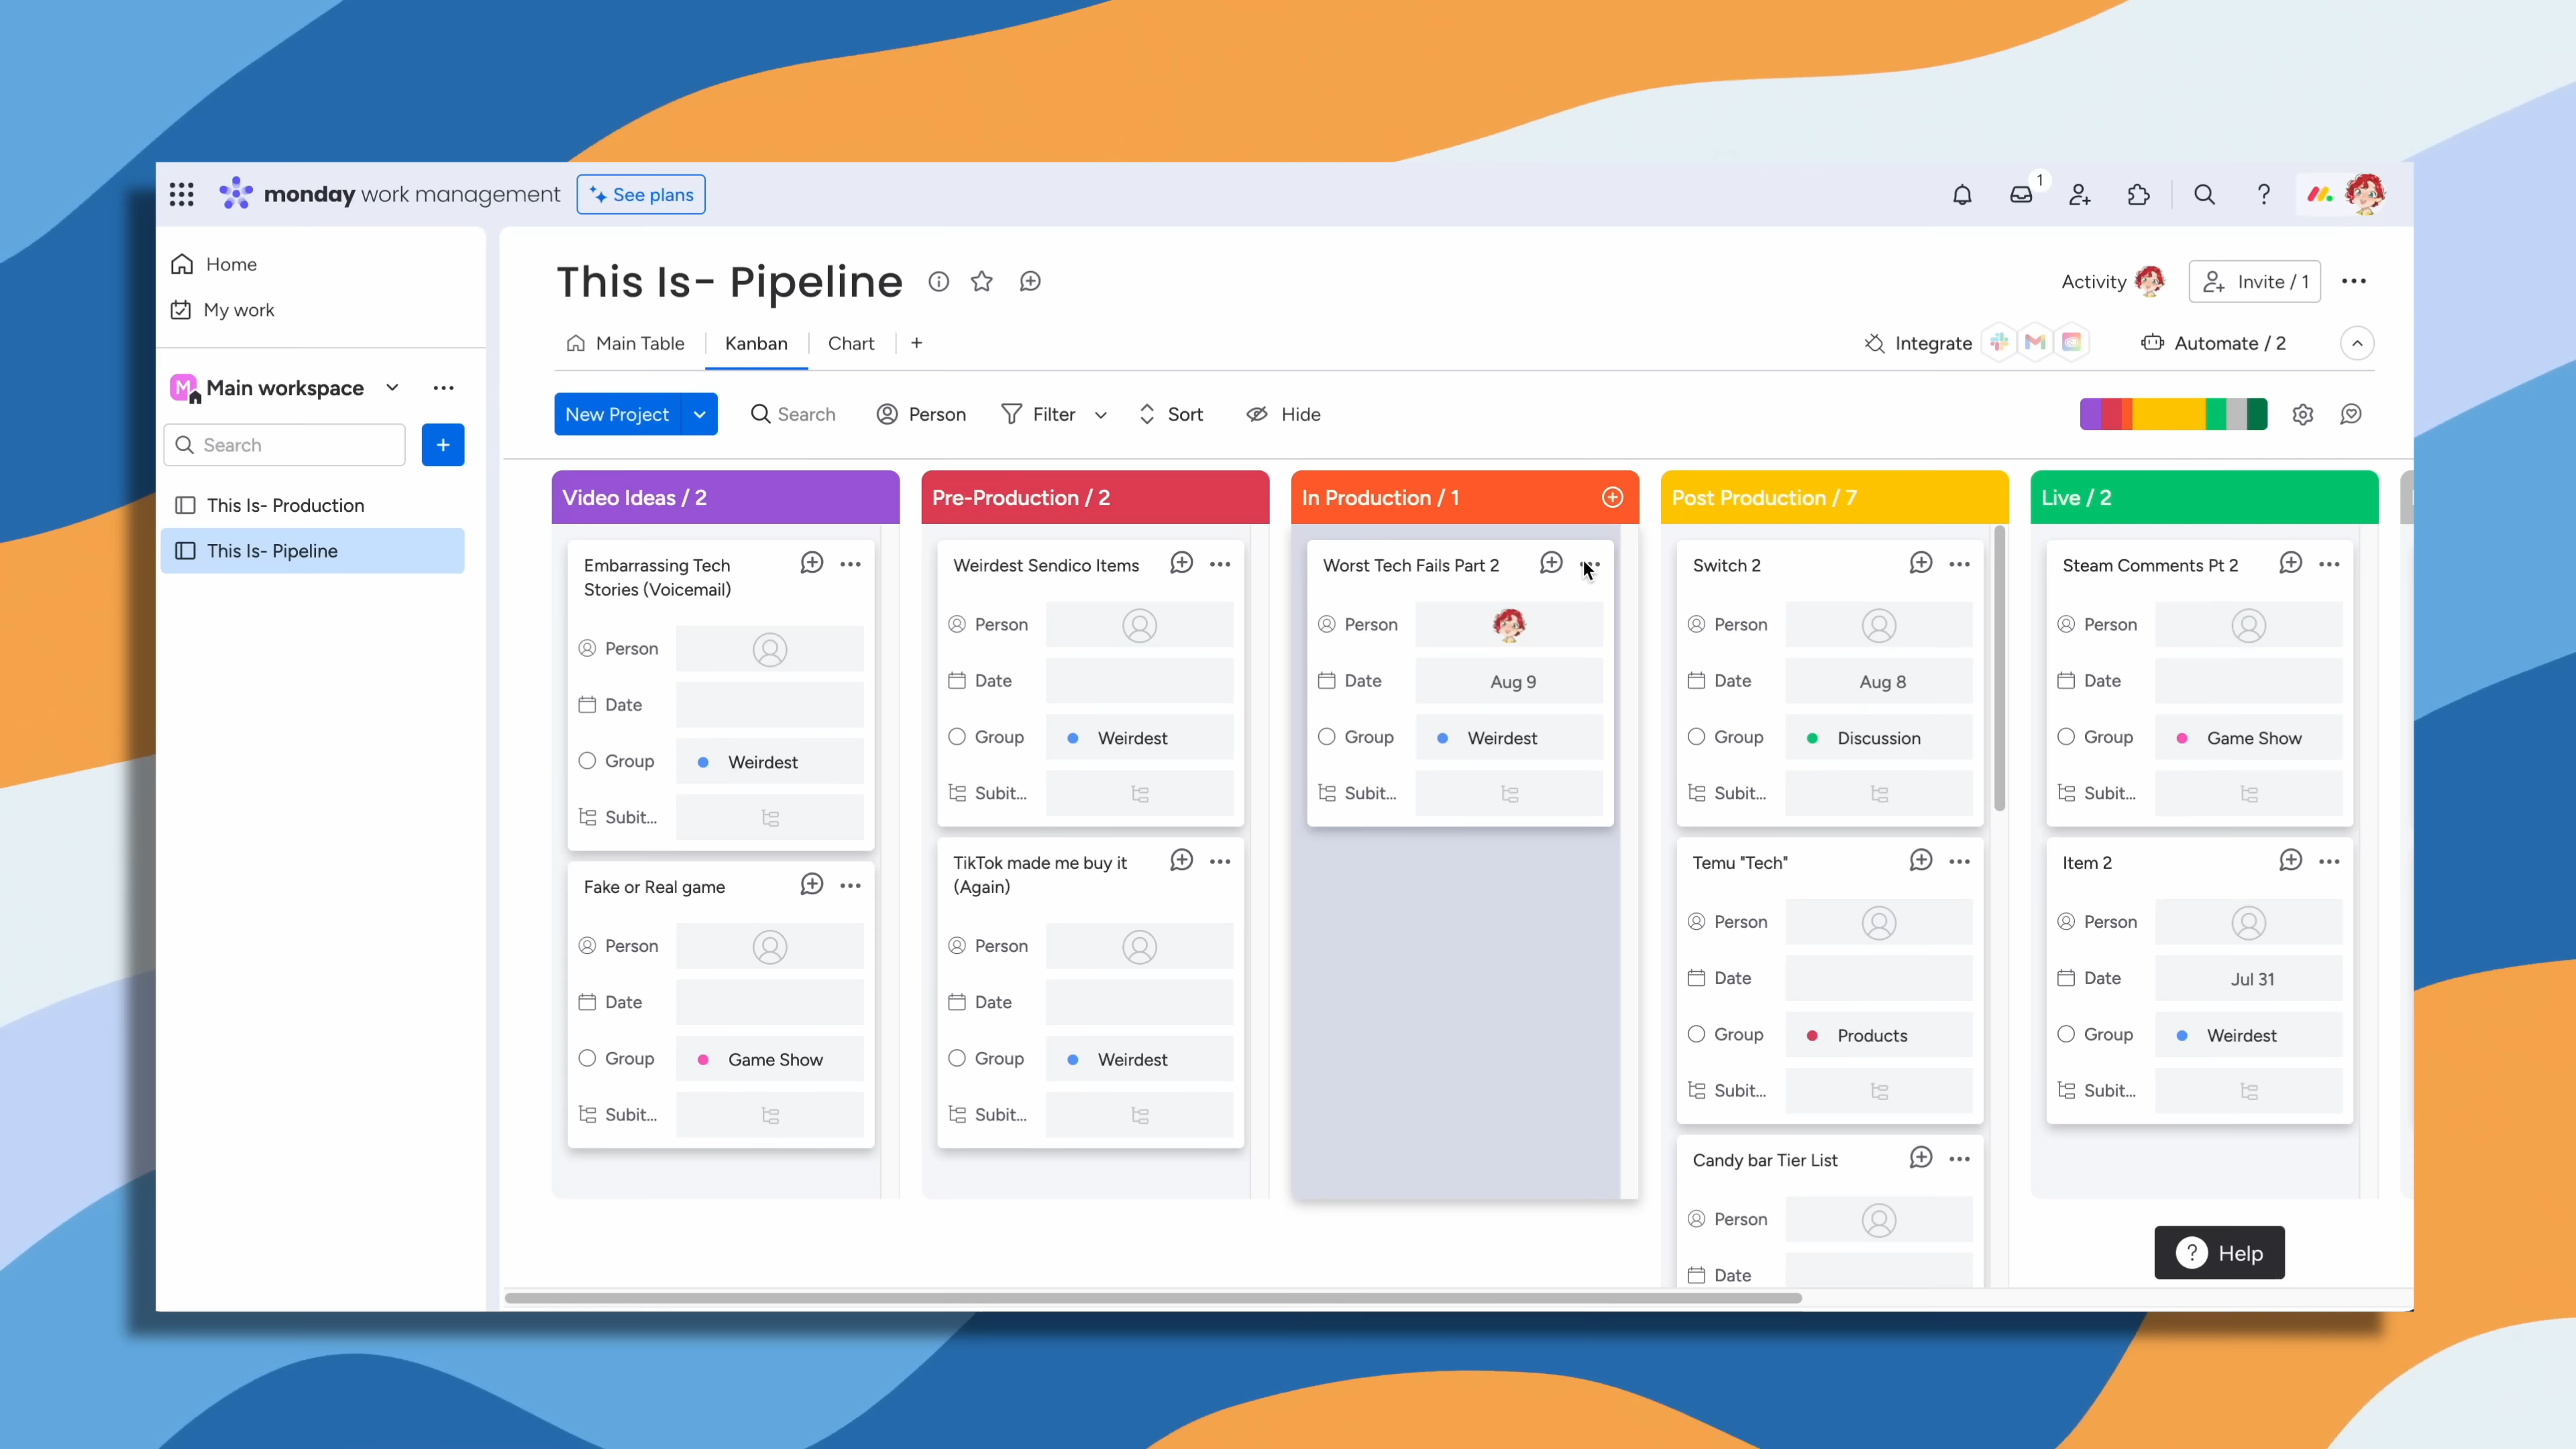 monday work management
See plans
1
Home
My work
M Main workspace
Search
This Is- Production
This Is- Pipeline
This Is- Pipeline
Activity
Invite / 1
Main Table
Kanban
Chart
Integrate
Automate / 2
New Project
Search
Person
Filter
Sort
Hide
Video Ideas / 2
Embarrassing Tech
Stories (Voicemail)
Person
Date
Group
Weirdest
Subit...
Fake or Real game
Person
Date
Group
Game Show
Subit...
Pre-Production / 2
Weirdest Sendico Items
Person
Date
Group
Weirdest
Subit...
TikTok made me buy it
(Again)
Person
Date
Group
Weirdest
Subit...
In Production / 1
Worst Tech Fails Part 2
Person
Date
Aug 9
Group
Weirdest
Subit...
Post Production / 7
Switch 2
Person
Date
Aug 8
Group
Discussion
Subit...
Temu "Tech"
Person
Date
Group
Products
Subit...
Candy bar Tier List
Person
Date
Live / 2
Steam Comments Pt 2
Person
Date
Group
Game Show
Subit...
Item 2
Person
Date
Jul 31
Group
Weirdest
Subit...
? Help